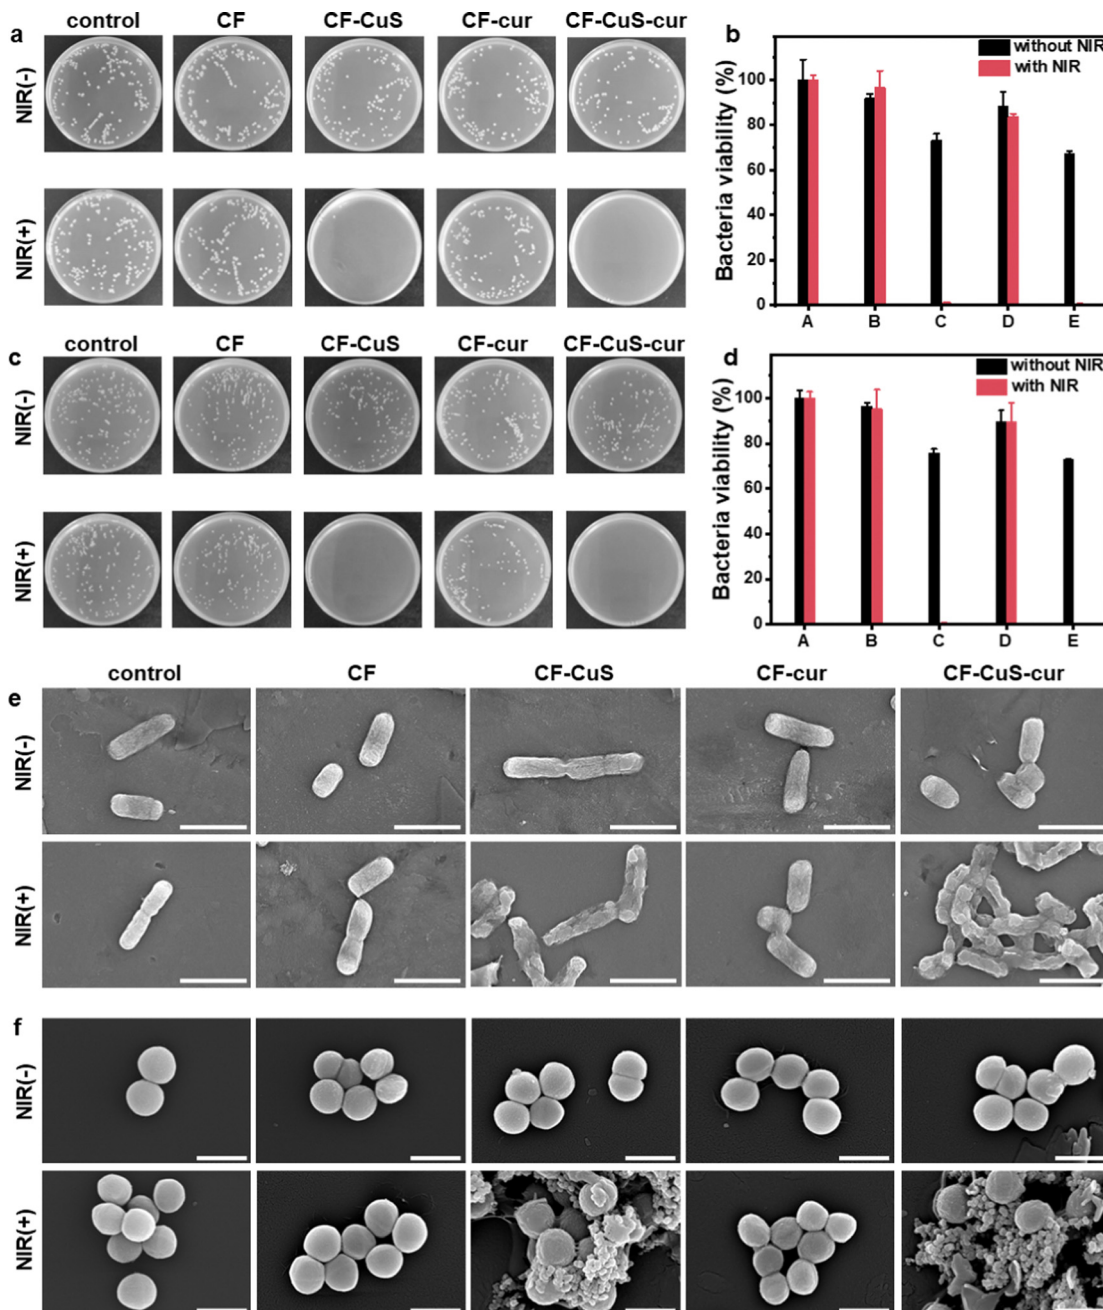 a
control CF CF-CuS CF-cur CF-CuS-cur
NIR(-)
NIR(+)
b
Bacteria viability (%)
without NIR
with NIR
100
80
60
40
20
0
A B C D E
c
control CF CF-CuS CF-cur CF-CuS-cur
NIR(-)
NIR(+)
d
Bacteria viability (%)
without NIR
with NIR
100
80
60
40
20
0
A B C D E
control CF CF-CuS CF-cur CF-CuS-cur
e
NIR(-)
NIR(+)
f
NIR(-)
NIR(+)